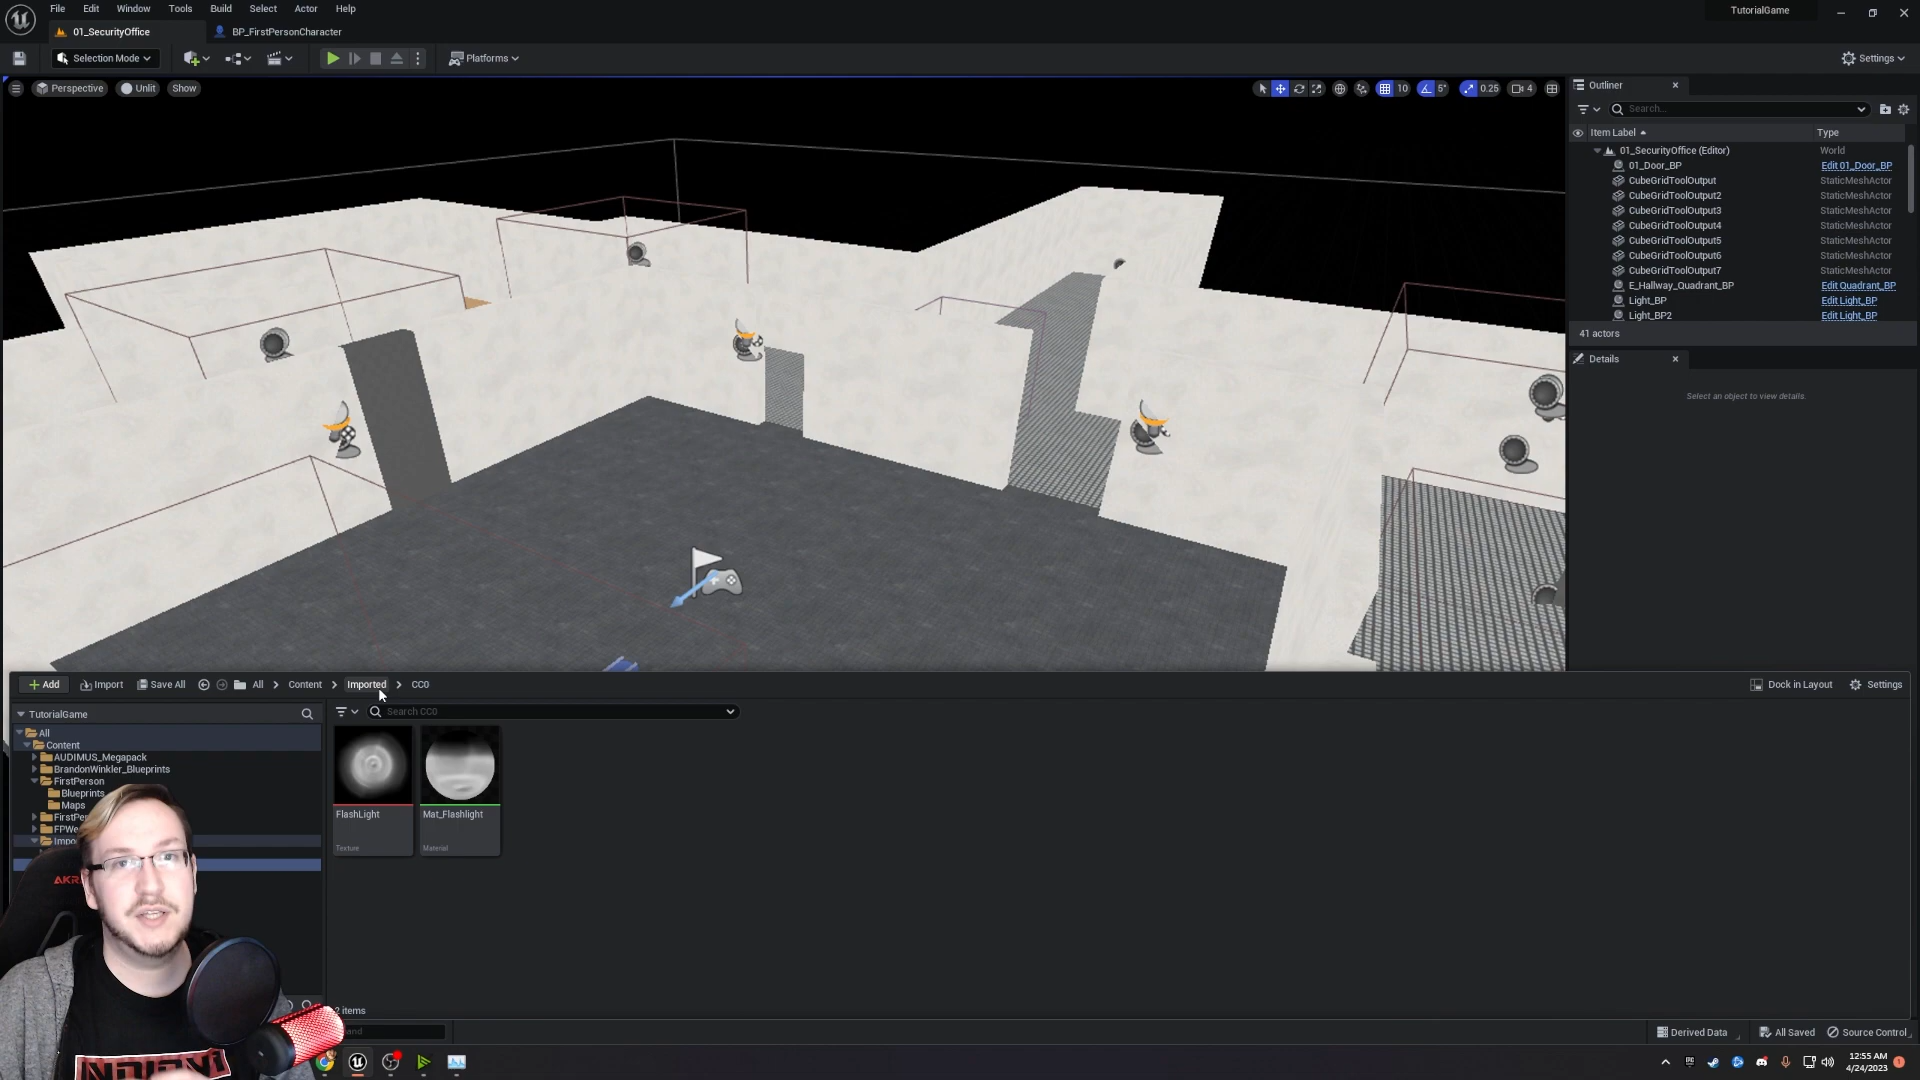 File Edit Window Tools Build Select Actor Help
TutorialGame
01_SecurityOffice
BP_FirstPersonCharacter
Selection Mode
Platforms
Settings
Perspective
Unlit
Show
10
5°
0.25
4
Outliner
Search...
Item Label
Type
01_SecurityOffice (Editor) World
01_Door_BP Edit 01_Door_BP
CubeGridToolOutput StaticMeshActor
CubeGridToolOutput2 StaticMeshActor
CubeGridToolOutput3 StaticMeshActor
CubeGridToolOutput4 StaticMeshActor
CubeGridToolOutput5 StaticMeshActor
CubeGridToolOutput6 StaticMeshActor
CubeGridToolOutput7 StaticMeshActor
E_Hallway_Quadrant_BP Edit Quadrant_BP
Light_BP Edit Light_BP
Light_BP2 Edit Light_BP
41 actors
Details
Select an object to view details.
Add
Import
Save All
All
Content
Imported
CC0
Dock in Layout
Settings
TutorialGame
Search CC0
All
Content
AUDIMUS_Megapack
BrandonWinkler_Blueprints
FirstPerson
Blueprints
Maps
FirstPe
FPWe
Impo
FlashLight
Texture
Mat_Flashlight
Material
AKR
2 items
Derived Data
All Saved
Source Control
12:55 AM
4/24/2023
1